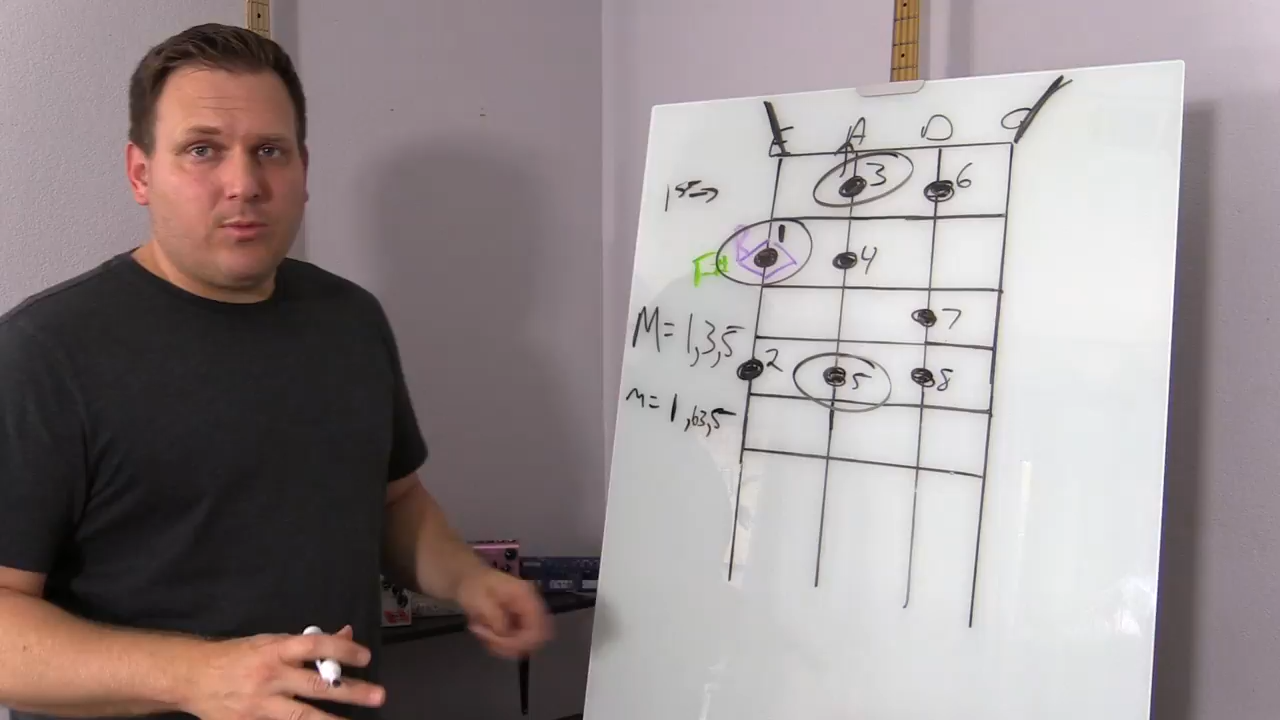 E A D G
1st→ 3 6
F# R 1 4
M = 1,3,5 7
2 5 8
m = 1,b3,5